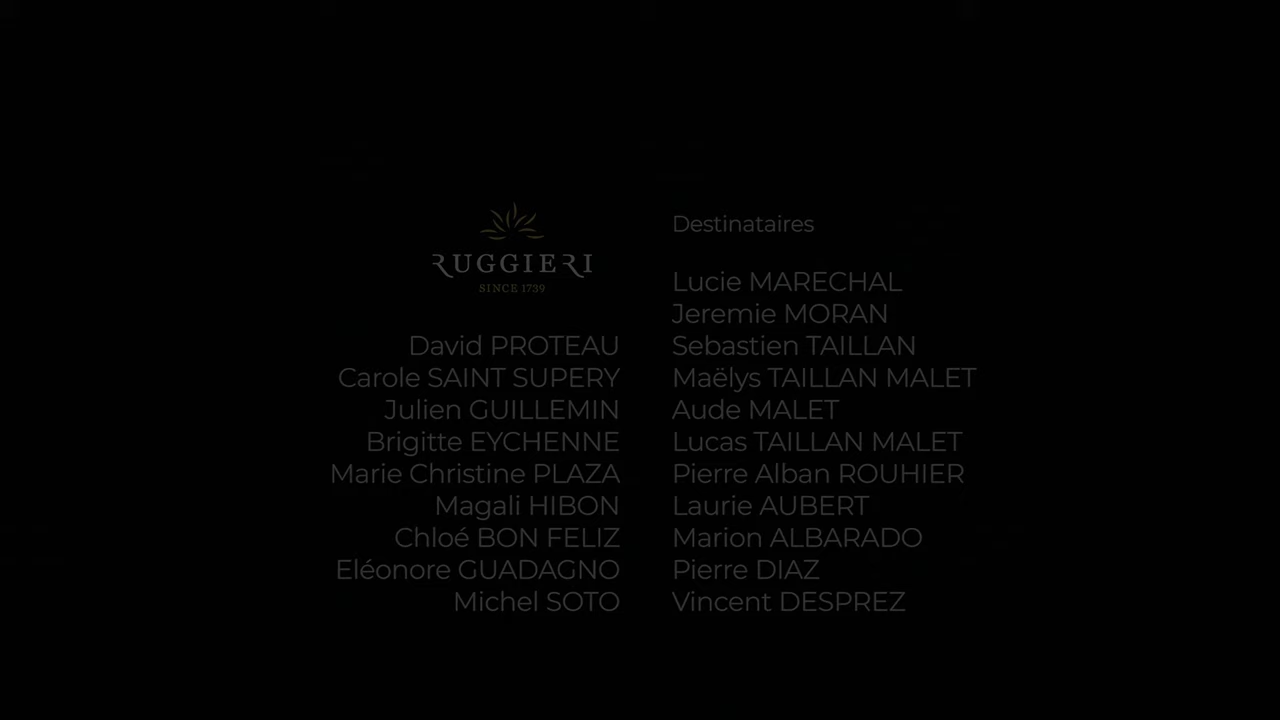 RUGGIERI
SINCE 1739
David PROTEAU
Carole SAINT SUPERY
Julien GUILLEMIN
Brigitte EYCHENNE
Marie Christine PLAZA
Magali HIBON
Chloé BON FELIZ
Eléonore GUADAGNO
Michel SOTO
Destinataires
Lucie MARECHAL
Jeremie MORAN
Sebastien TAILLAN
Maëlys TAILLAN MALET
Aude MALET
Lucas TAILLAN MALET
Pierre Alban ROUHIER
Laurie AUBERT
Marion ALBARADO
Pierre DIAZ
Vincent DESPREZ